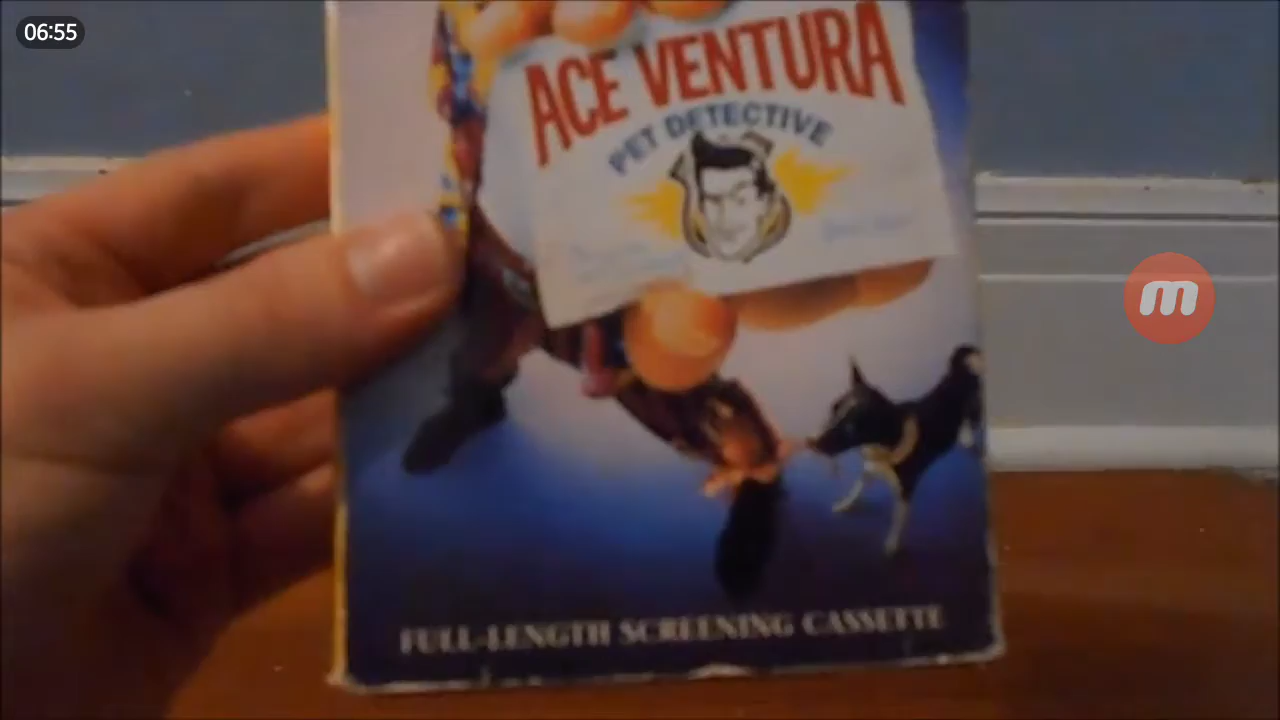 06:55
ACE VENTURA
PET DETECTIVE
m
FULL-LENGTH SCREENING CASSETTE